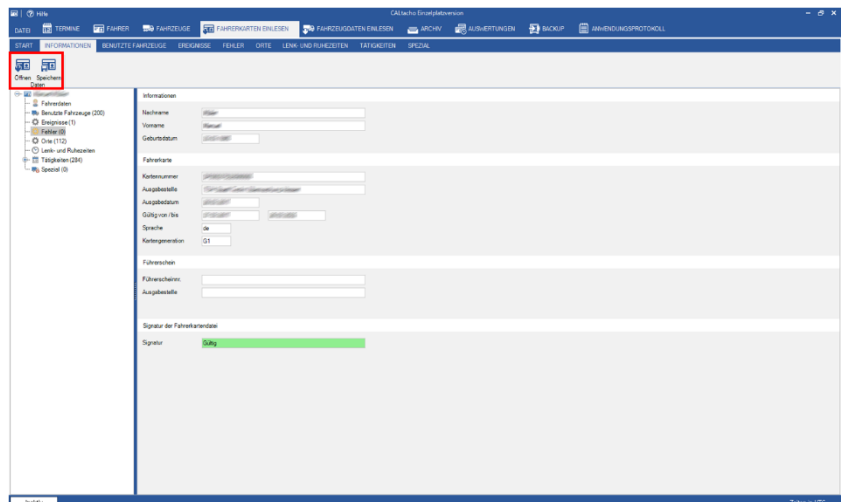 Hilfe
CALtachs Einzelplatzversion
DATEI TERMINE FAHRER FAHRZEUGE FAHRERKARTEN EINLESEN FAHRZEUGDATEN EINLESEN ARCHIV AUSWERTUNGEN BACKUP ANWENDUNGSPROTOKOLL
START INFORMATIONEN BENUTZTE FAHRZEUGE EREIGNISSE FEHLER ORTE LENK- UND RUHEZEITEN TÄTIGKEITEN SPEZIAL
Öffnen Speichern
Daten
Fahrerdaten
Benutzte Fahrzeuge (200)
Ereignisse (1)
Fehler (0)
Orte (112)
Lenk- und Ruhezeiten
Tätigkeiten (284)
Spezial (0)
Informationen
Nachname
Vorname
Geburtsdatum
Fahrerkarte
Kartennummer
Ausgabestelle
Ausgabedatum
Gültig von /bis
Sprache de
Kartengeneration G1
Führerschein
Führerscheinnr.
Ausgabestelle
Signatur der Fahrerkartendatei
Signatur Gültig